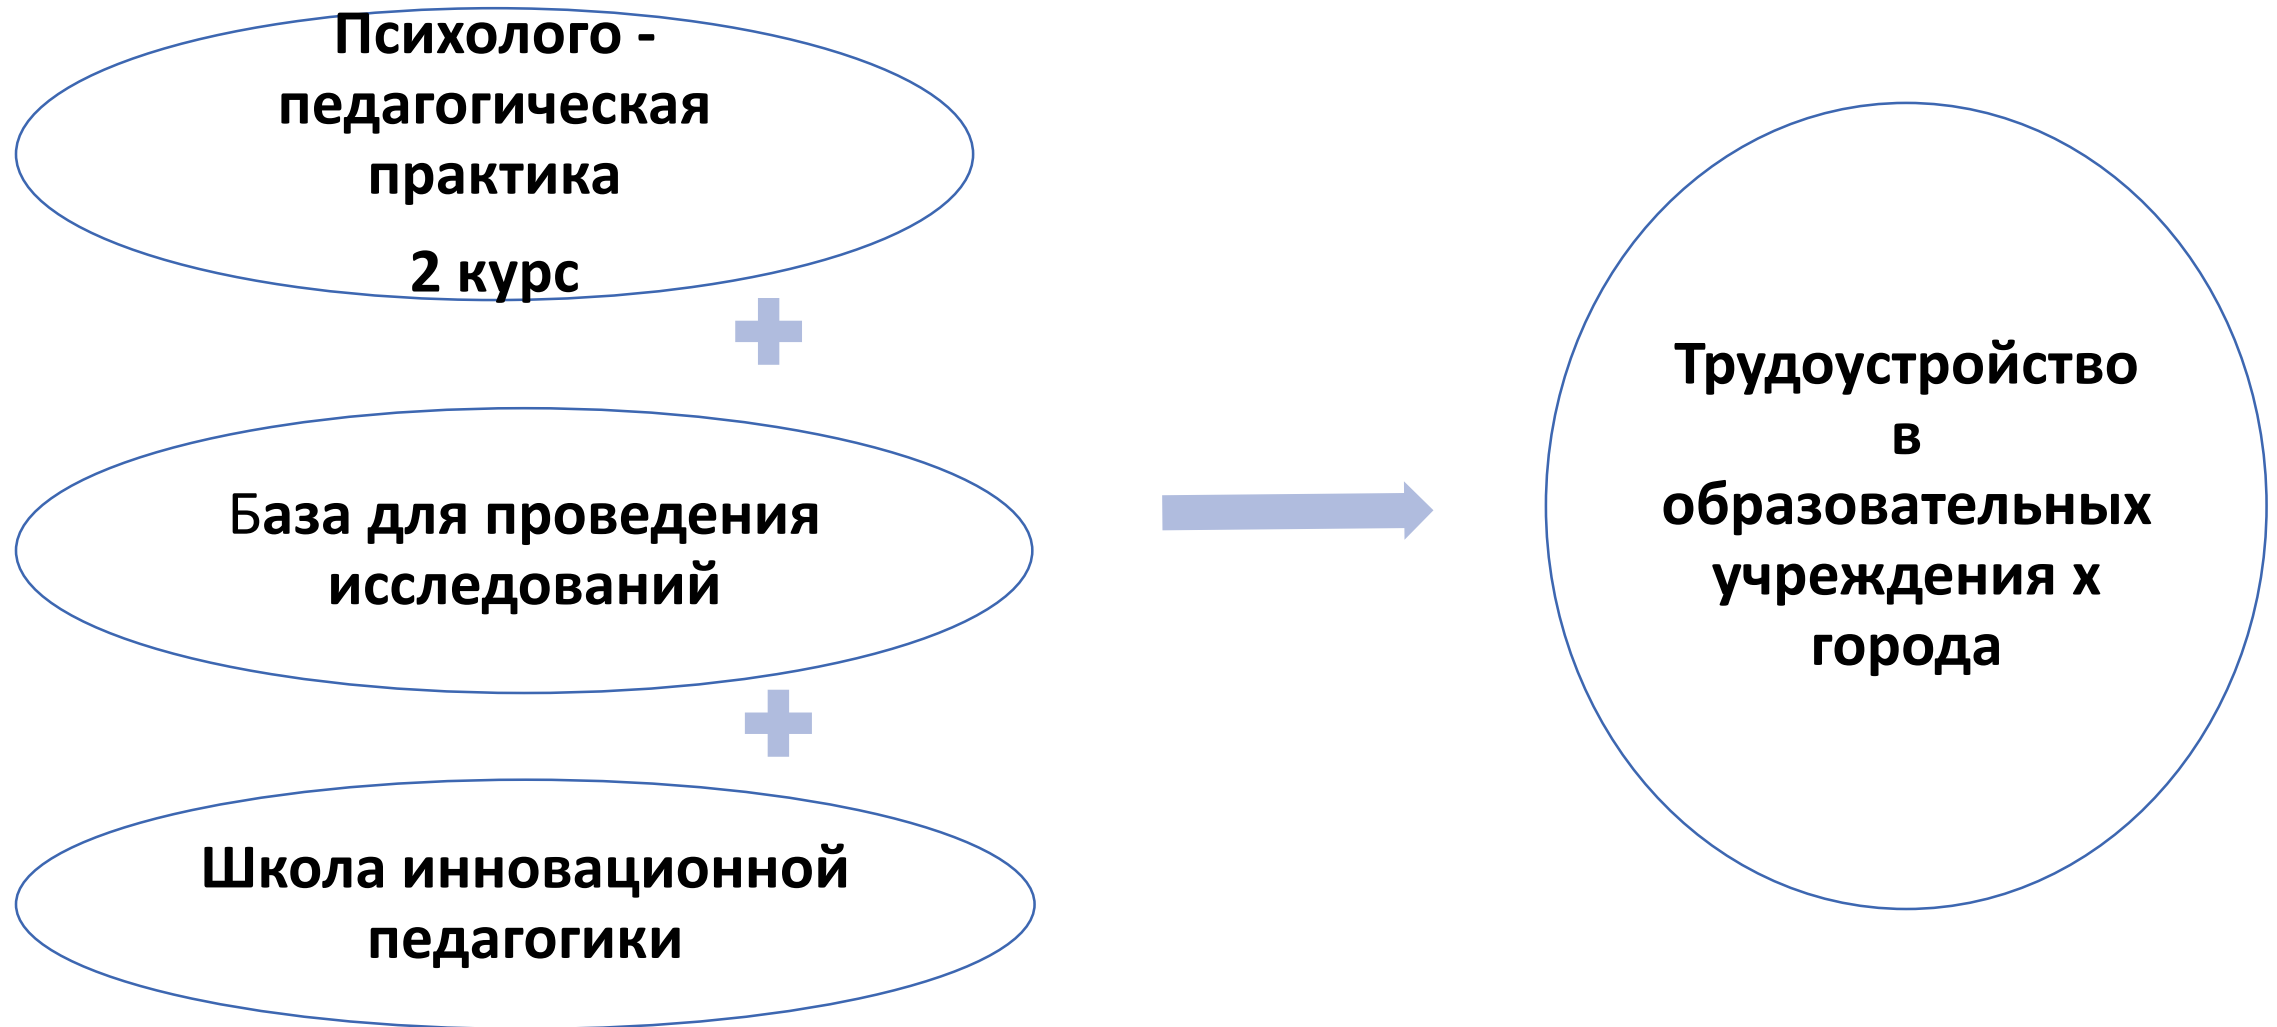 Психолого -
педагогическая
практика
2 курс
База для проведения
исследований
Школа инновационной
педагогики
Трудоустройство
в
образовательных
учреждения х
города